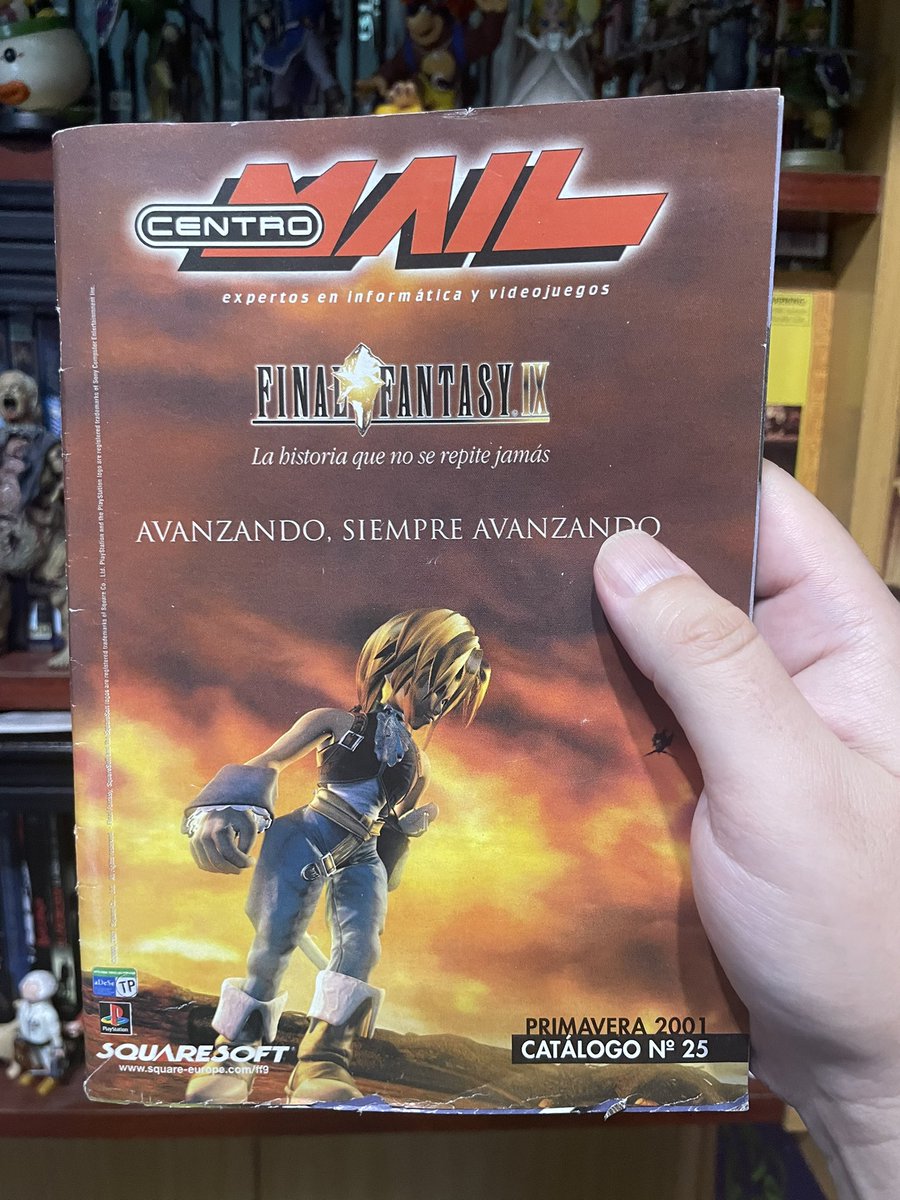 CENTRO MAIL
expertos en informática y videojuegos
FINAL FANTASY IX
La historia que no se repite jamás
AVANZANDO, SIEMPRE AVANZANDO
aDeSe TP
PlayStation
SQUARESOFT
www.square-europe.com/ff9
PRIMAVERA 2001
CATÁLOGO Nº 25